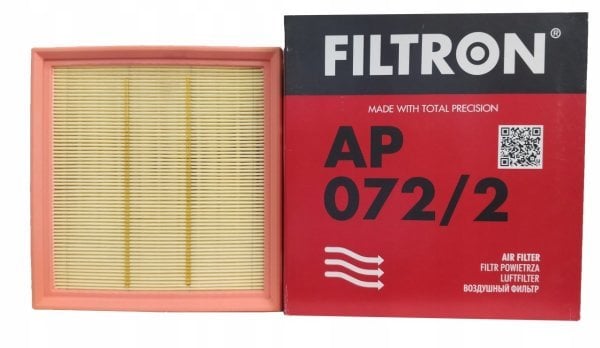 FILTRON®
MADE WITH TOTAL PRECISION
AP
072/2
AIR FILTER
FILTR POWIETRZA
LUFTFILTER
ВОЗДУШНЫЙ ФИЛЬТР